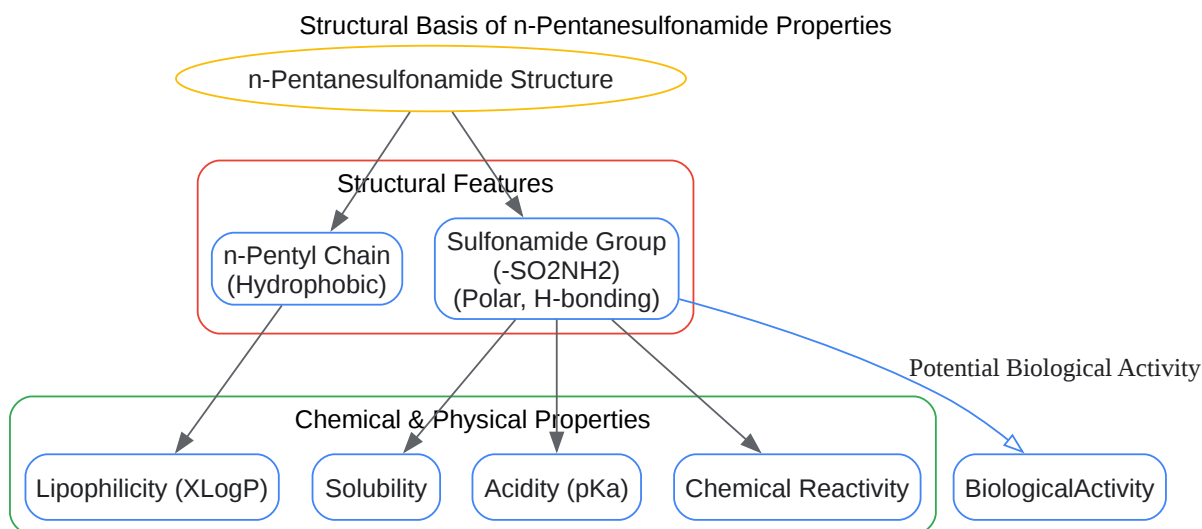 Structural Basis of n-Pentanesulfonamide Properties
n-Pentanesulfonamide Structure
Structural Features
n-Pentyl Chain
(Hydrophobic)
Sulfonamide Group
(-SO2NH2)
(Polar, H-bonding)
Potential Biological Activity
Chemical & Physical Properties
Lipophilicity (XLogP)
Solubility
Acidity (pKa)
Chemical Reactivity
BiologicalActivity